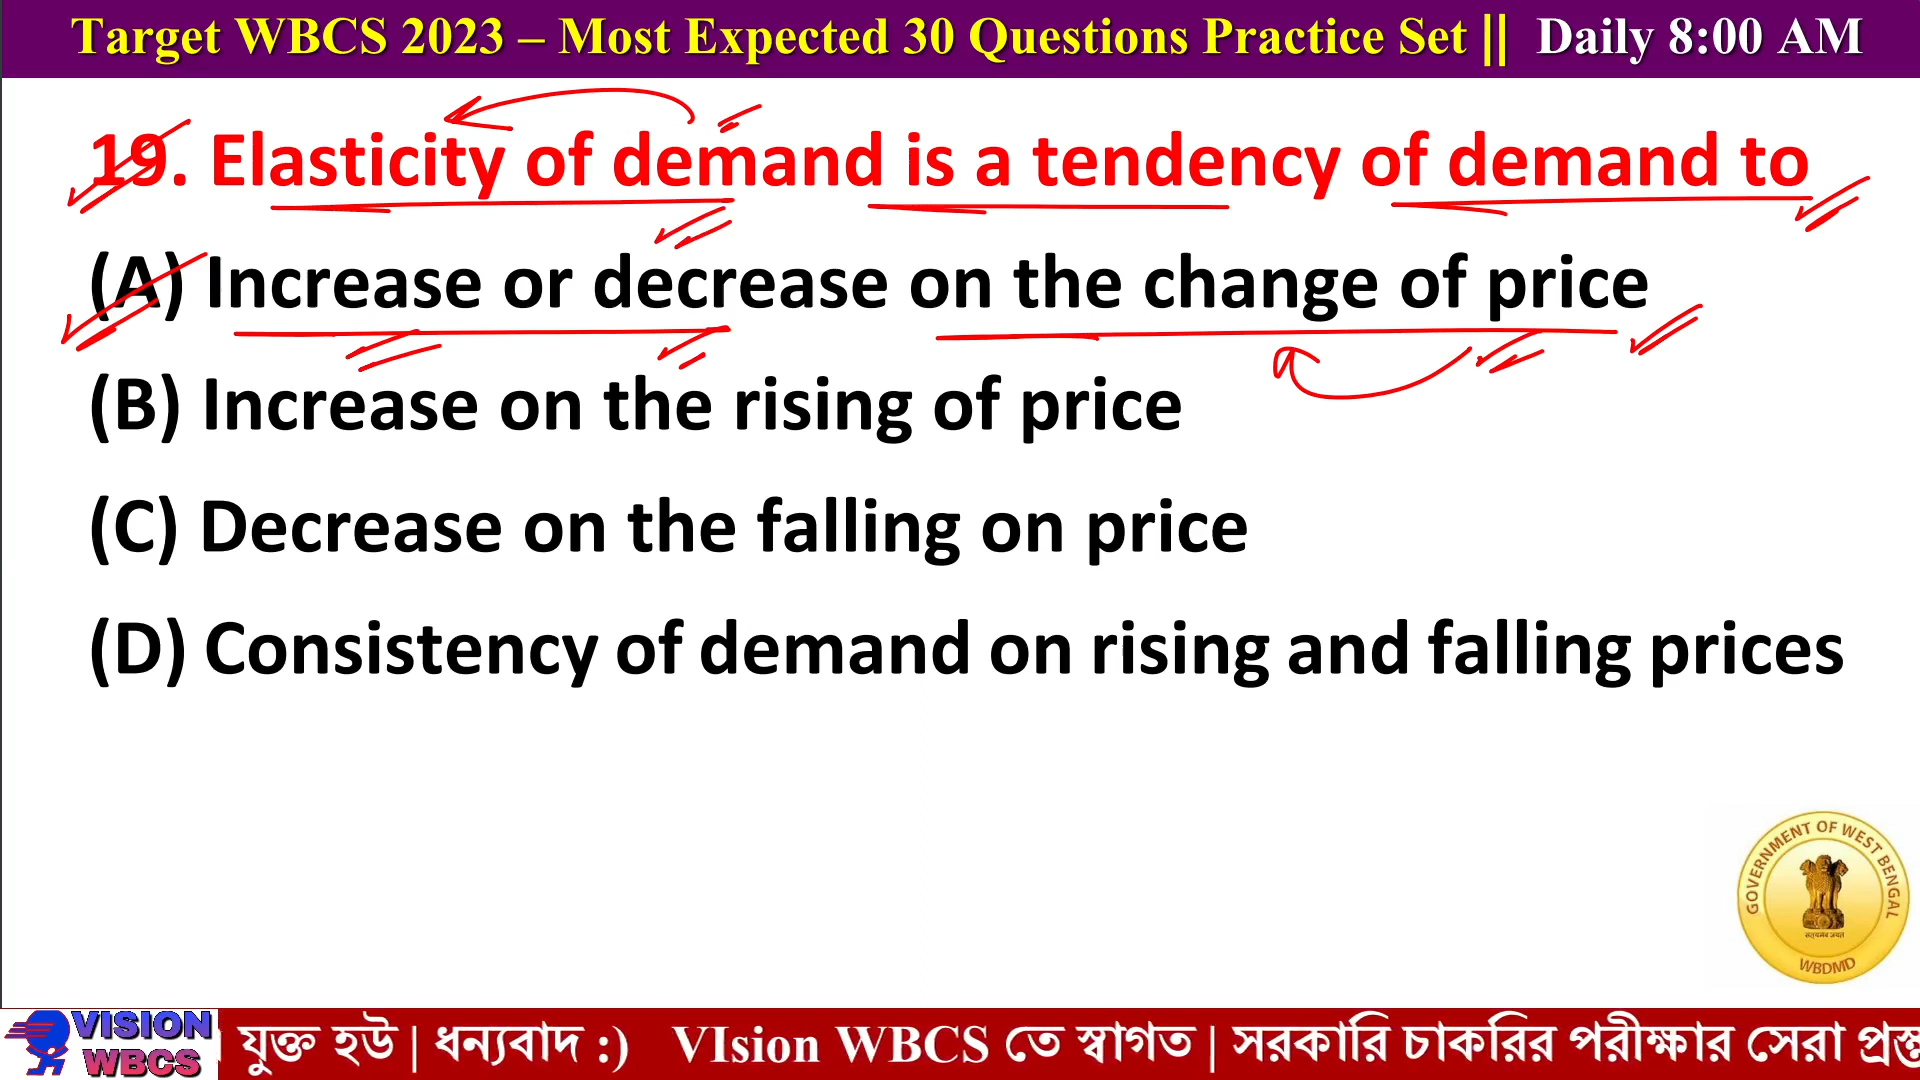 Target WBCS 2023 – Most Expected 30 Questions Practice Set || Daily 8:00 AM
19. Elasticity of demand is a tendency of demand to
(A) Increase or decrease on the change of price
(B) Increase on the rising of price
(C) Decrease on the falling on price
(D) Consistency of demand on rising and falling prices
GOVERNMENT OF WEST BENGAL
सत्यमेव जयते
WBDMD
VISION
WBCS
যুক্ত হউ | ধন্যবাদ :) VIsion WBCS তে স্বাগত | সরকারি চাকরির পরীক্ষার সেরা